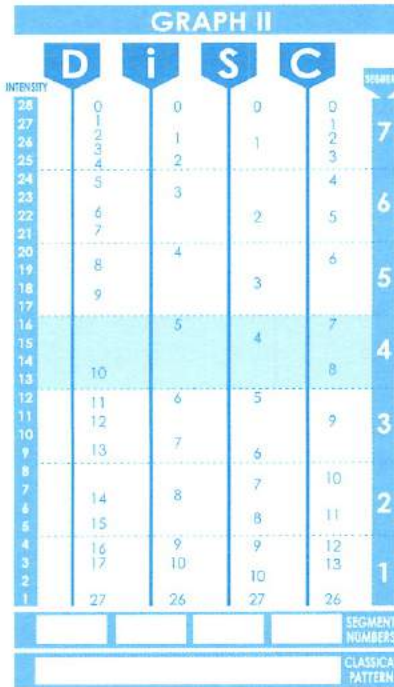 GRAPH II
D i S C
INTENSITY SEGMEN
28 0 0 0 0
27 1 1
26 2 1 1 2 7
3
25 4 2 3
24 5 4
23 3 6
22 6 2 5
21 7
20 4 6
19 8
18 3 5
17 9
16 5 7
15 4 4
14 8
13 10
12 11 6 5
11 12 9 3
10 7
9 13 6
8 7 10
7 14 8 2
6 8 11
5 15
4 16 9 9 12
3 17 10 13 1
2 10
1 27 26 27 26
SEGMENT
NUMBERS
CLASSICA
PATTERN